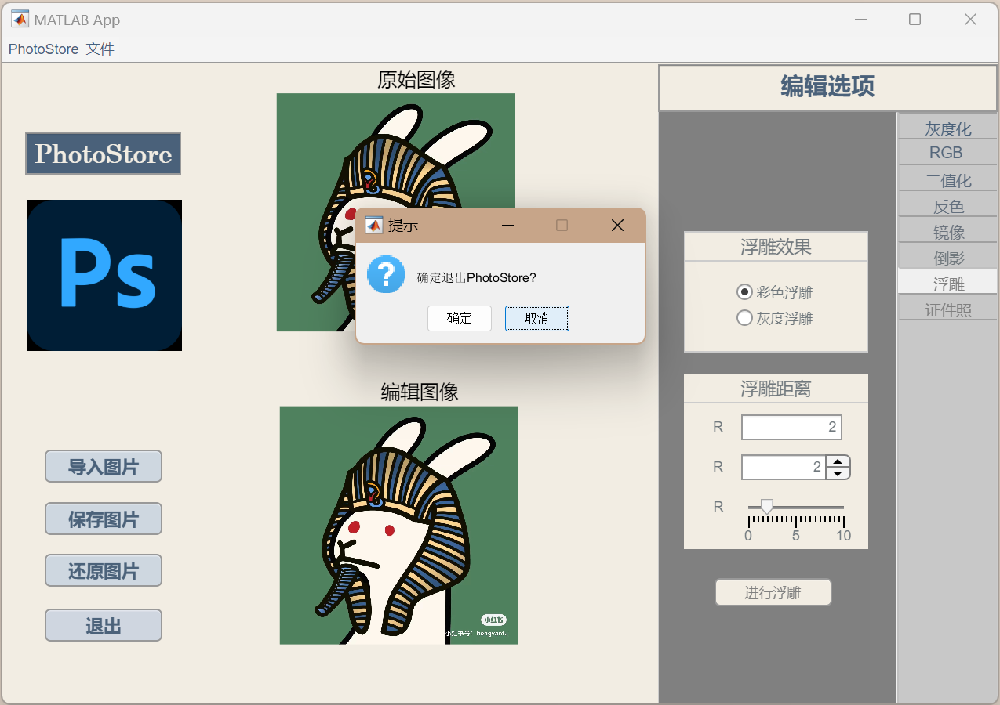 MATLAB App
PhotoStore 文件
原始图像
编辑选项
PhotoStore
Ps
灰度化
RGB
二值化
反色
镜像
倒影
浮雕
证件照
提示
确定退出PhotoStore?
确定
取消
浮雕效果
彩色浮雕
灰度浮雕
浮雕距离
R 2
R 2
R
0 5 10
进行浮雕
编辑图像
小红书
小红书号: hongyant..
导入图片
保存图片
还原图片
退出